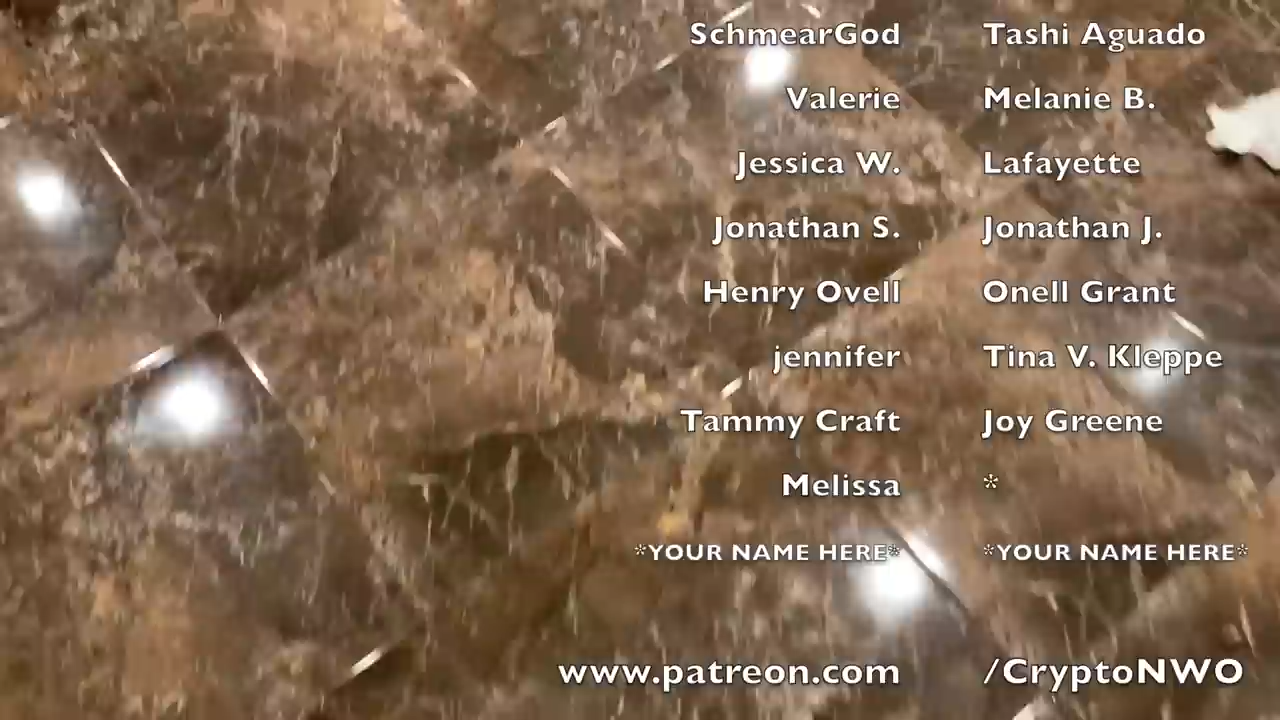 SchmearGod Tashi Aguado
Valerie Melanie B.
Jessica W. Lafayette
Jonathan S. Jonathan J.
Henry Ovell Onell Grant
jennifer Tina V. Kleppe
Tammy Craft Joy Greene
Melissa *
*YOUR NAME HERE* *YOUR NAME HERE*
www.patreon.com /CryptoNWO